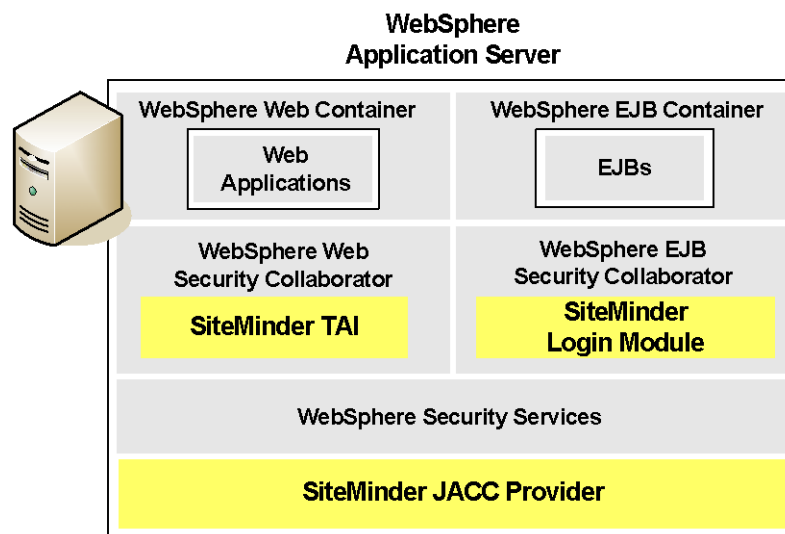 WebSphere
Application Server
WebSphere Web Container
Web
Applications
WebSphere EJB Container
EJBs
WebSphere Web
Security Collaborator
SiteMinder TAI
WebSphere EJB
Security Collaborator
SiteMinder
Login Module
WebSphere Security Services
SiteMinder JACC Provider